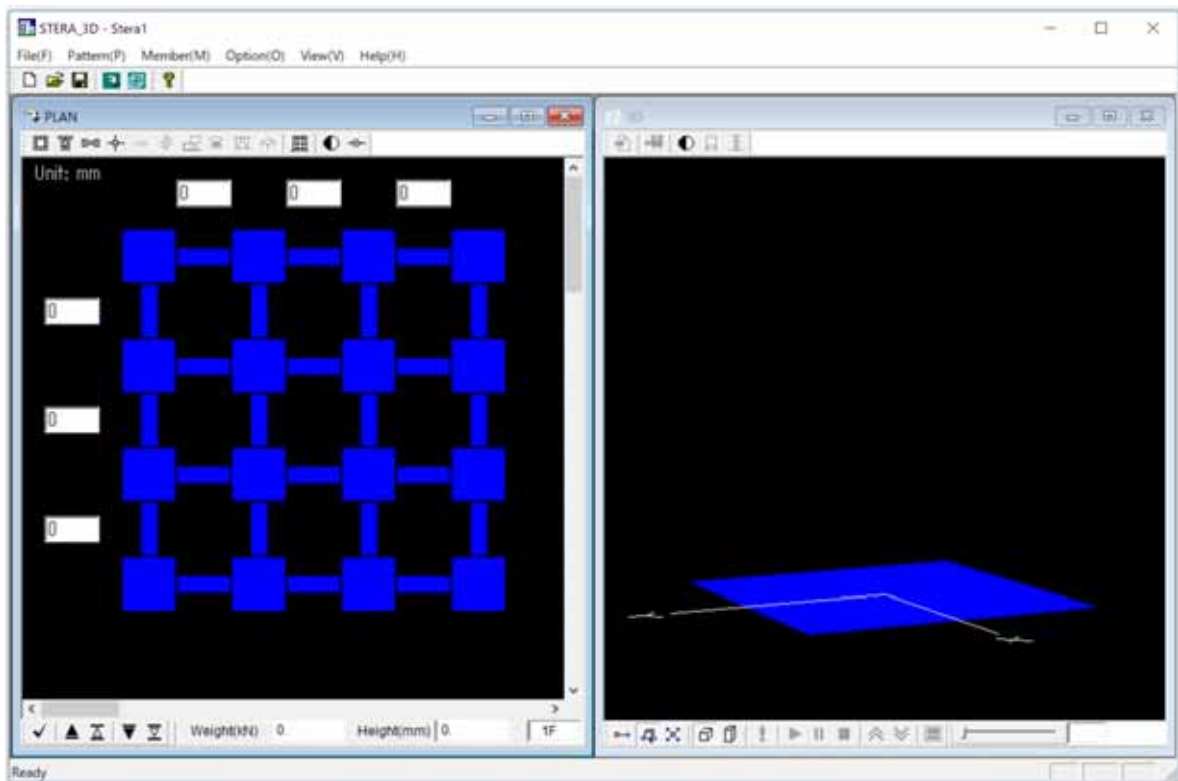 STERA_3D - Stera1
File(F) Pattern(P) Member(M) Option(O) View(V) Help(H)
PLAN
Unit: mm
0 0 0
0
0
0
Weight(kN) 0 Height(mm) 0. 1F
Ready